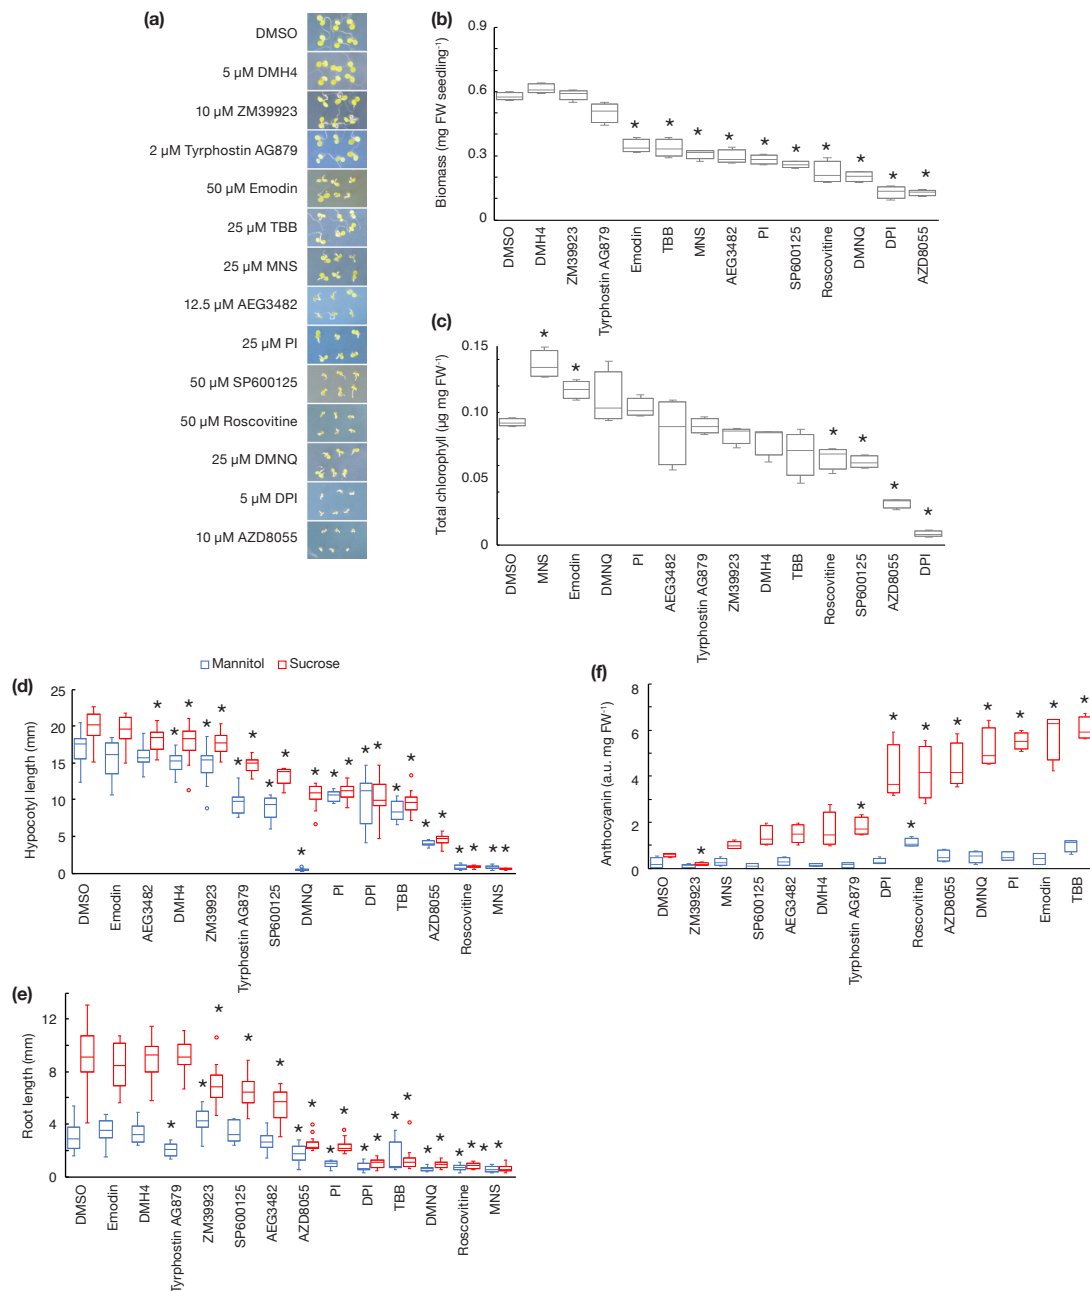 (a)
DMSO
5 µM DMH4
10 µM ZM39923
2 µM Tyrphostin AG879
50 µM Emodin
25 µM TBB
25 µM MNS
12.5 µM AEG3482
25 µM PI
50 µM SP600125
50 µM Roscovitine
25 µM DMNQ
5 µM DPI
10 µM AZD8055
(b)
Biomass (mg FW seedling⁻¹)
0.9
0.6
0.3
0
* * * * * * * * * *
DMSO
DMH4
ZM39923
Tyrphostin AG879
Emodin
TBB
MNS
AEG3482
PI
SP600125
Roscovitine
DMNQ
DPI
AZD8055
(c)
Total chlorophyll (µg mg FW⁻¹)
0.15
0.10
0.05
0
* * * * * *
DMSO
MNS
Emodin
DMNQ
PI
AEG3482
Tyrphostin AG879
ZM39923
DMH4
TBB
Roscovitine
SP600125
AZD8055
DPI
Mannitol Sucrose
(d)
Hypocotyl length (mm)
25
20
15
10
5
0
* * * * * * * * * * * * * * * * * * * * * *
DMSO
Emodin
AEG3482
DMH4
ZM39923
Tyrphostin AG879
SP600125
DMNQ
PI
DPI
TBB
AZD8055
Roscovitine
MNS
(f)
Anthocyanin (a.u. mg FW⁻¹)
8
6
4
2
0
* * * * * * * * * *
DMSO
ZM39923
MNS
SP600125
AEG3482
DMH4
Tyrphostin AG879
DPI
Roscovitine
AZD8055
DMNQ
PI
Emodin
TBB
(e)
Root length (mm)
12
8
4
0
* * * * * * * * * * * * * * * * * * *
DMSO
Emodin
DMH4
Tyrphostin AG879
ZM39923
SP600125
AEG3482
AZD8055
PI
DPI
TBB
DMNQ
Roscovitine
MNS